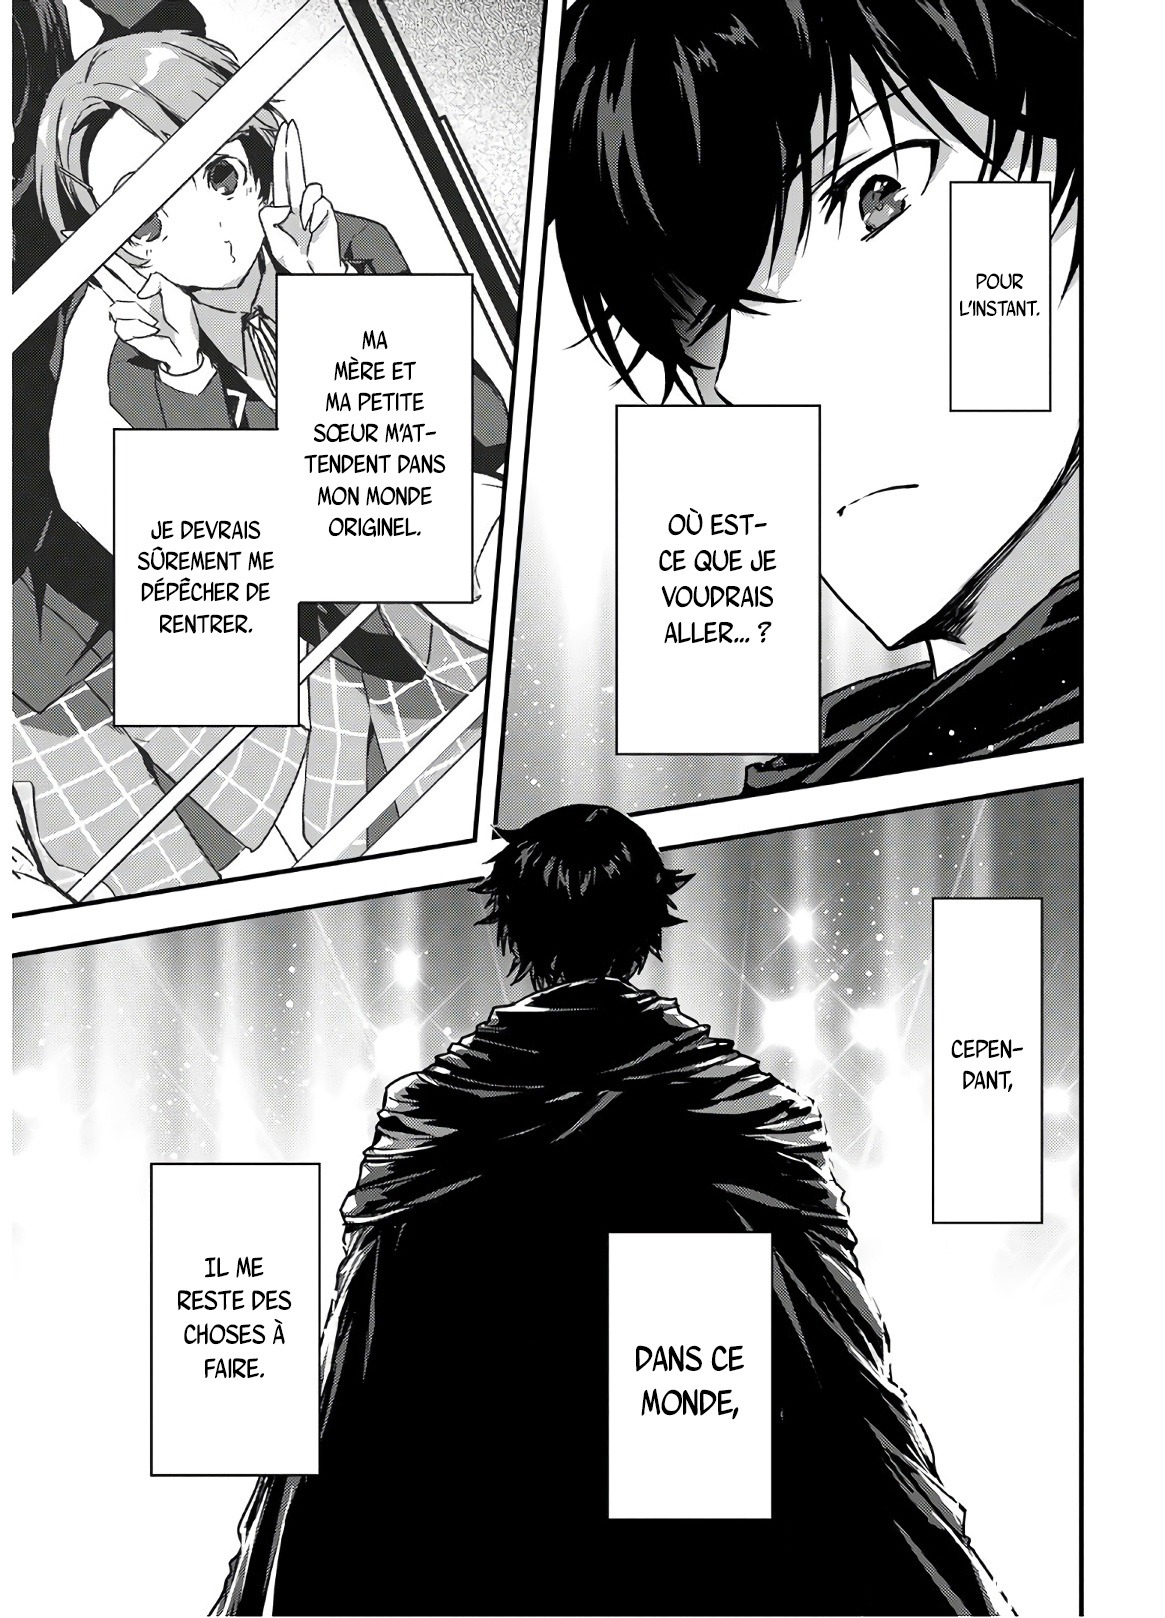 POUR
L'INSTANT.
OÙ EST-
CE QUE JE
VOUDRAIS
ALLER... ?
MA
MÈRE ET
MA PETITE
SŒUR M'AT-
TENDENT DANS
MON MONDE
ORIGINEL.
JE DEVRAIS
SÛREMENT ME
DÉPÊCHER DE
RENTRER.
CEPEN-
DANT,
DANS CE
MONDE,
IL ME
RESTE DES
CHOSES À
FAIRE.